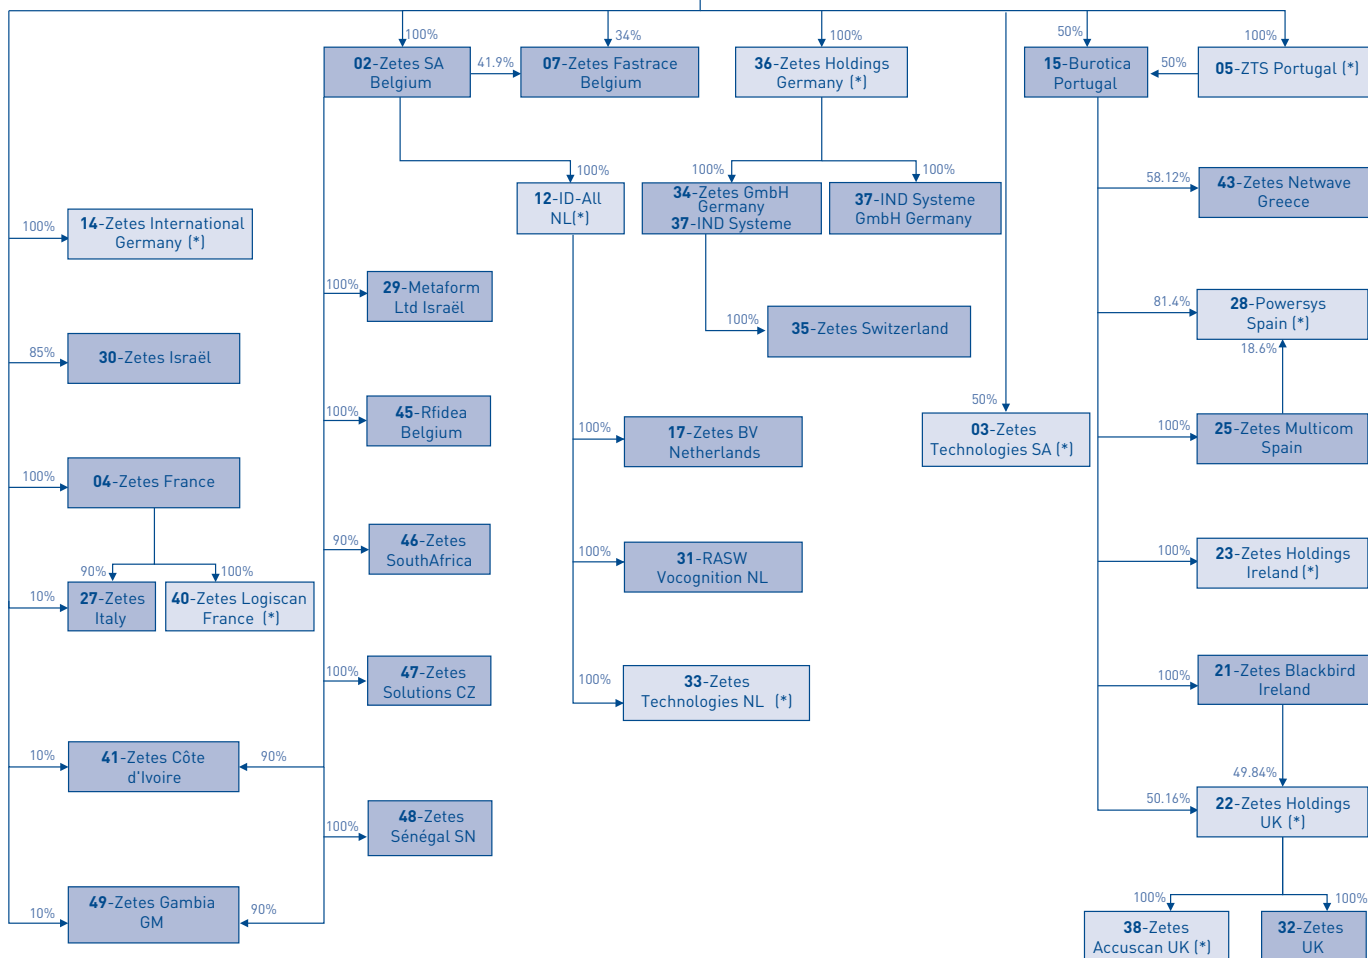 100%
34%
100%
50%
100%
02-Zetes SA
Belgium
41.9%
07-Zetes Fastrace
Belgium
36-Zetes Holdings
Germany (*)
15-Burotica
Portugal
50%
05-ZTS Portugal (*)
100%
12-ID-All
NL(*)
100%
34-Zetes GmbH
Germany
37-IND Systeme
100%
37-IND Systeme
GmbH Germany
58.12%
43-Zetes Netwave
Greece
100%
14-Zetes International
Germany (*)
100%
29-Metaform
Ltd Israël
100%
35-Zetes Switzerland
81.4%
28-Powersys
Spain (*)
18.6%
85%
30-Zetes Israël
100%
45-Rfidea
Belgium
50%
03-Zetes
Technologies SA (*)
100%
17-Zetes BV
Netherlands
100%
25-Zetes Multicom
Spain
100%
04-Zetes France
90%
46-Zetes
SouthAfrica
100%
31-RASW
Vocognition NL
100%
23-Zetes Holdings
Ireland (*)
90%
100%
10%
27-Zetes
Italy
40-Zetes Logiscan
France (*)
100%
47-Zetes
Solutions CZ
100%
33-Zetes
Technologies NL (*)
100%
21-Zetes Blackbird
Ireland
10%
41-Zetes Côte
d'Ivoire
90%
49.84%
50.16%
22-Zetes Holdings
UK (*)
100%
48-Zetes
Sénégal SN
10%
49-Zetes Gambia
GM
90%
100%
100%
38-Zetes
Accuscan UK (*)
32-Zetes
UK